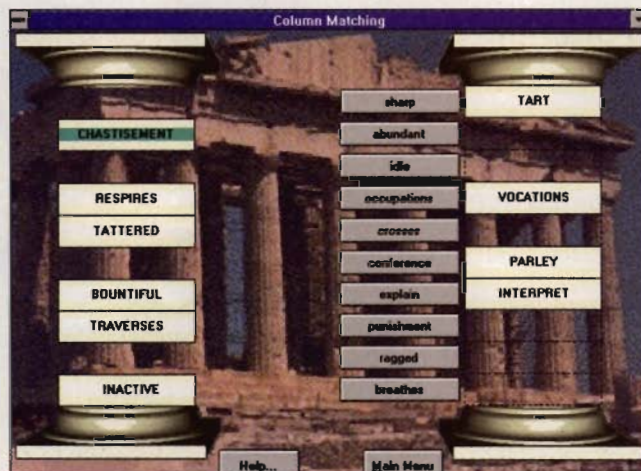 Column Matching
sharp TART
CHASTISEMENT abundant
idle
RESPIRES occupations VOCATIONS
TATTERED crosses
conference PARLEY
BOUNTIFUL explain INTERPRET
TRAVERSES punishment
ragged
INACTIVE breathes
Help... Main Menu